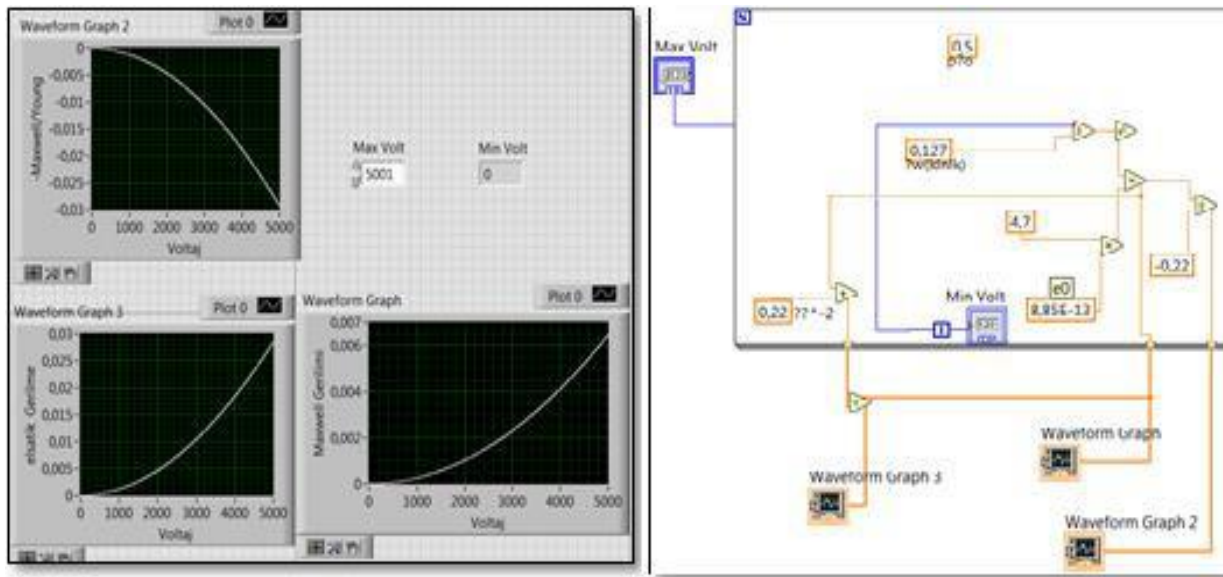 Waveform Graph 2
Plot 0
-Maxwell/Young
0
-0,005
-0,01
-0,015
-0,02
-0,025
-0,03
0 1000 2000 3000 4000 5000
Voltaj
Max Volt
5001
Min Volt
0
Waveform Graph 3
Plot 0
elsatik Gerilime
0,03
0,025
0,02
0,015
0,01
0,005
0
0 1000 2000 3000 4000 5000
Voltaj
Waveform Graph
Plot 0
Maxwell Gerilimi
0,007
0,006
0,004
0,002
0
0 1000 2000 3000 4000 5000
Voltaj
Max Volt
N
0,5
0,127
4,7
-0,22
e0
8,85E-13
0,22 ??*-2
Min Volt
i
Waveform Graph
Waveform Graph 3
Waveform Graph 2